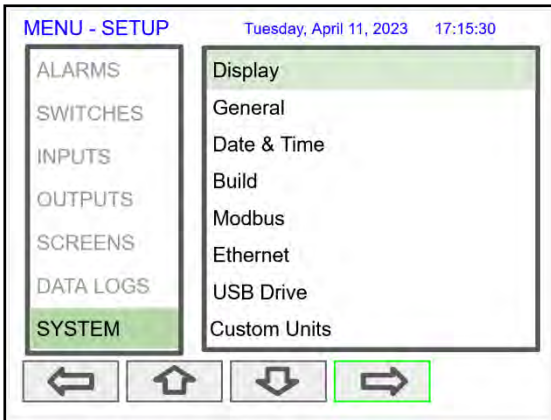 MENU - SETUP Tuesday, April 11, 2023 17:15:30
ALARMS
SWITCHES
INPUTS
OUTPUTS
SCREENS
DATA LOGS
SYSTEM
Display
General
Date & Time
Build
Modbus
Ethernet
USB Drive
Custom Units